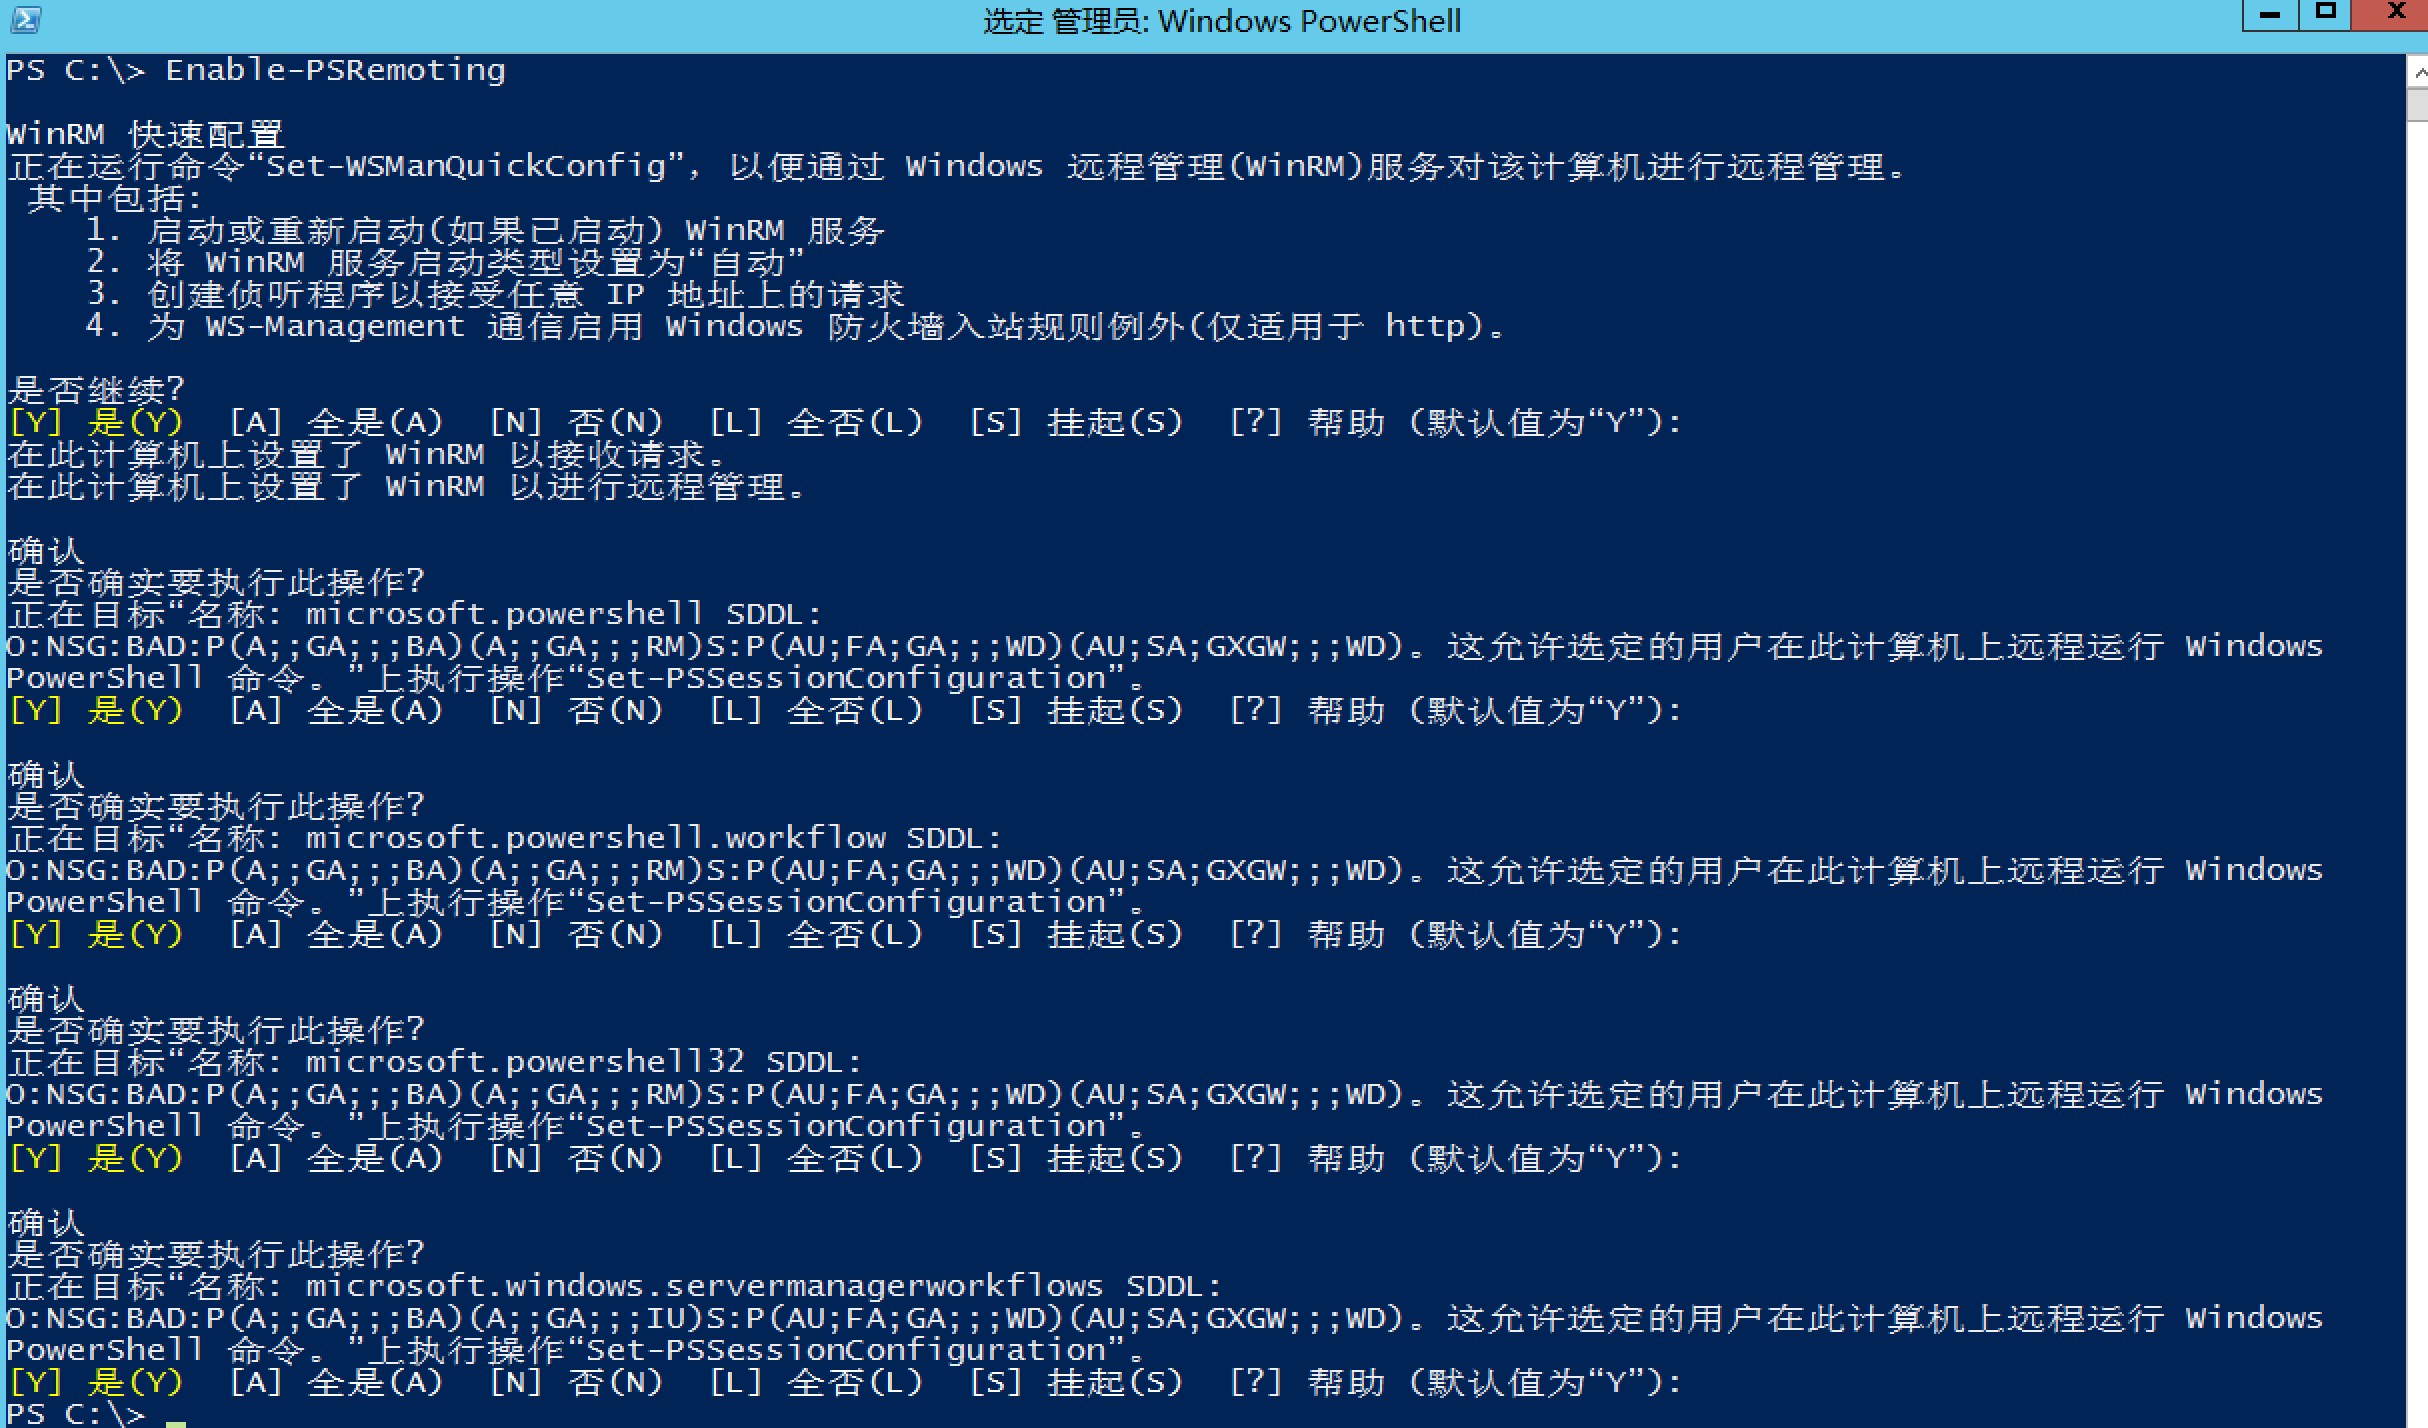 选定 管理员: Windows PowerShell
PS C:\> Enable-PSRemoting
WinRM 快速配置
正在运行命令“Set-WSManQuickConfig”，以便通过 Windows 远程管理(WinRM)服务对该计算机进行远程管理。
 其中包括:
    1. 启动或重新启动(如果已启动) WinRM 服务
    2. 将 WinRM 服务启动类型设置为“自动”
    3. 创建侦听程序以接受任意 IP 地址上的请求
    4. 为 WS-Management 通信启用 Windows 防火墙入站规则例外(仅适用于 http)。
是否继续?
[Y] 是(Y)  [A] 全是(A)  [N] 否(N)  [L] 全否(L)  [S] 挂起(S)  [?] 帮助 (默认值为“Y”):
在此计算机上设置了 WinRM 以接收请求。
在此计算机上设置了 WinRM 以进行远程管理。
确认
是否确实要执行此操作?
正在目标“名称: microsoft.powershell SDDL:
O:NSG:BAD:P(A;;GA;;;BA)(A;;GA;;;RM)S:P(AU;FA;GA;;;WD)(AU;SA;GXGW;;;WD)。这允许选定的用户在此计算机上远程运行 Windows
PowerShell 命令。”上执行操作“Set-PSSessionConfiguration”。
[Y] 是(Y)  [A] 全是(A)  [N] 否(N)  [L] 全否(L)  [S] 挂起(S)  [?] 帮助 (默认值为“Y”):
确认
是否确实要执行此操作?
正在目标“名称: microsoft.powershell.workflow SDDL:
O:NSG:BAD:P(A;;GA;;;BA)(A;;GA;;;RM)S:P(AU;FA;GA;;;WD)(AU;SA;GXGW;;;WD)。这允许选定的用户在此计算机上远程运行 Windows
PowerShell 命令。”上执行操作“Set-PSSessionConfiguration”。
[Y] 是(Y)  [A] 全是(A)  [N] 否(N)  [L] 全否(L)  [S] 挂起(S)  [?] 帮助 (默认值为“Y”):
确认
是否确实要执行此操作?
正在目标“名称: microsoft.powershell32 SDDL:
O:NSG:BAD:P(A;;GA;;;BA)(A;;GA;;;RM)S:P(AU;FA;GA;;;WD)(AU;SA;GXGW;;;WD)。这允许选定的用户在此计算机上远程运行 Windows
PowerShell 命令。”上执行操作“Set-PSSessionConfiguration”。
[Y] 是(Y)  [A] 全是(A)  [N] 否(N)  [L] 全否(L)  [S] 挂起(S)  [?] 帮助 (默认值为“Y”):
确认
是否确实要执行此操作?
正在目标“名称: microsoft.windows.servermanagerworkflows SDDL:
O:NSG:BAD:P(A;;GA;;;BA)(A;;GA;;;IU)S:P(AU;FA;GA;;;WD)(AU;SA;GXGW;;;WD)。这允许选定的用户在此计算机上远程运行 Windows
PowerShell 命令。”上执行操作“Set-PSSessionConfiguration”。
[Y] 是(Y)  [A] 全是(A)  [N] 否(N)  [L] 全否(L)  [S] 挂起(S)  [?] 帮助 (默认值为“Y”):
PS C:\>